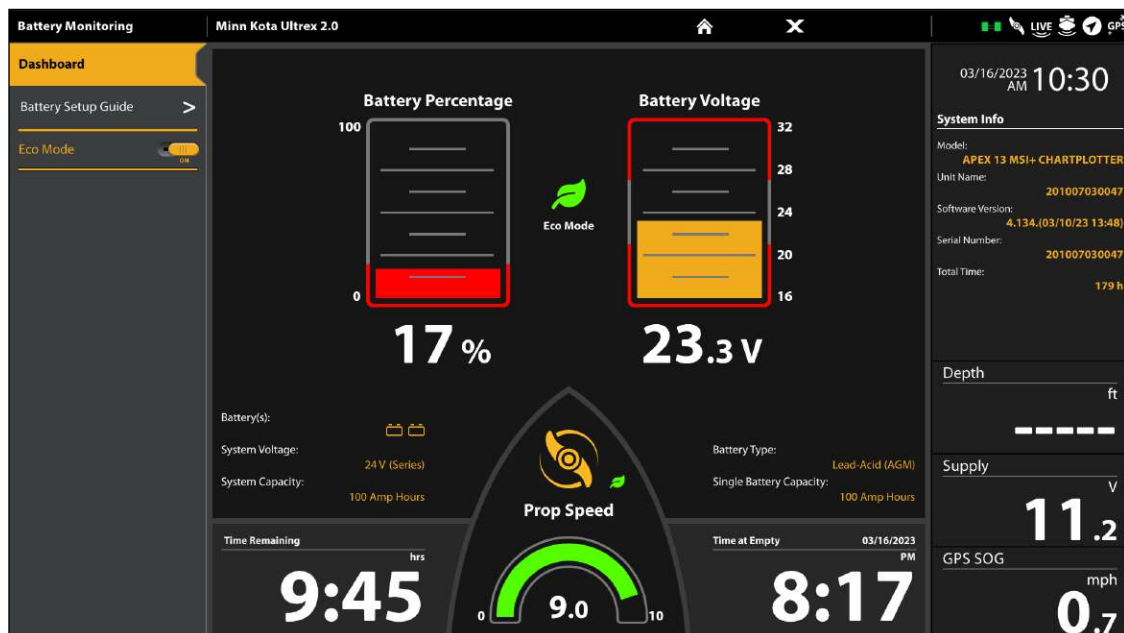 Battery Monitoring
Minn Kota Ultrex 2.0
X
LIVE
GPS
Dashboard
Battery Setup Guide >
Eco Mode
ON
Battery Percentage
100
0
17 %
Eco Mode
Battery Voltage
32
28
24
20
16
23.3 V
Battery(s):
System Voltage:
24 V (Series)
System Capacity:
100 Amp Hours
Battery Type:
Lead-Acid (AGM)
Single Battery Capacity:
100 Amp Hours
Prop Speed
0
9.0
10
Time Remaining
hrs
9:45
Time at Empty 03/16/2023
PM
8:17
03/16/2023
AM 10:30
System Info
Model:
APEX 13 MSI+ CHARTPLOTTER
Unit Name:
201007030047
Software Version:
4.134.(03/10/23 13:48)
Serial Number:
201007030047
Total Time:
179 h
Depth
ft
-----
Supply
V
11.2
GPS SOG
mph
0.7